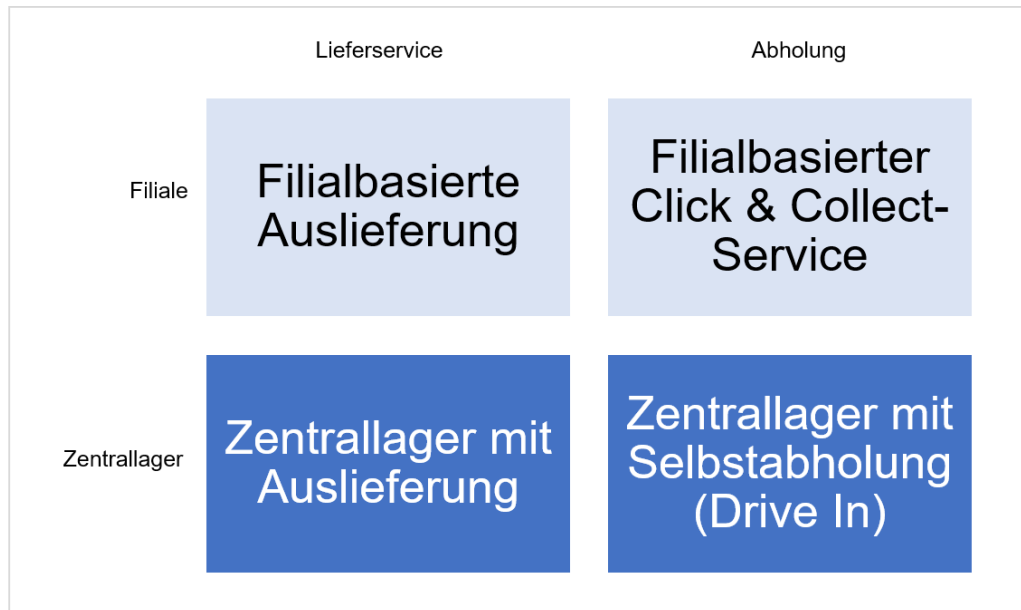 Lieferservice
Abholung
Filiale
Filialbasierte
Auslieferung
Filialbasierter
Click & Collect-
Service
Zentrallager
Zentrallager mit
Auslieferung
Zentrallager mit
Selbstabholung
(Drive In)